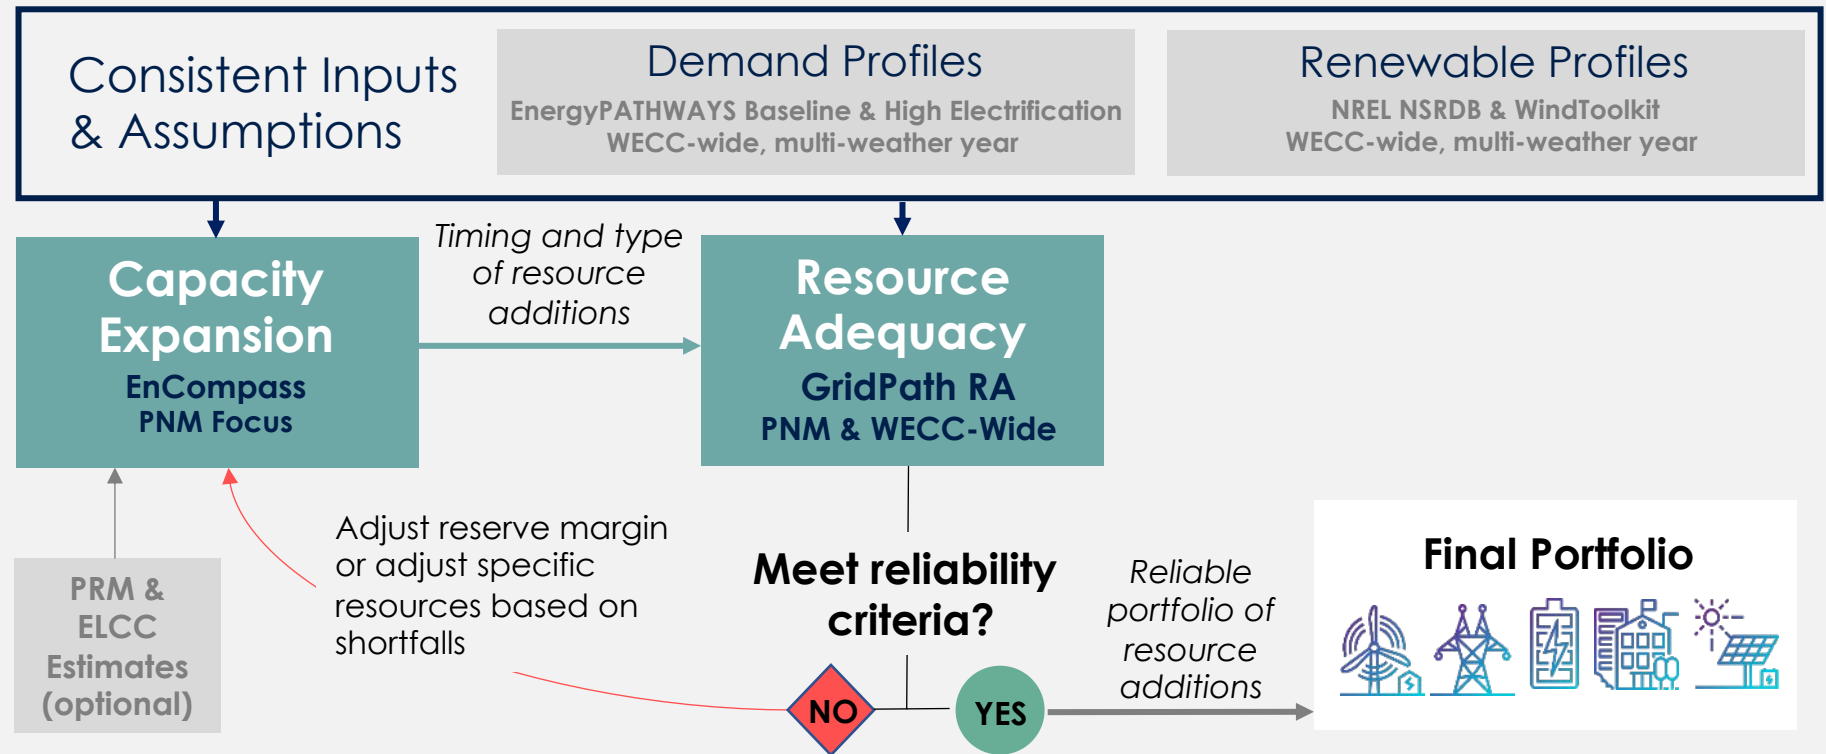 Consistent Inputs
& Assumptions
Demand Profiles
EnergyPATHWAYS Baseline & High Electrification
WECC-wide, multi-weather year
Renewable Profiles
NREL NSRDB & WindToolkit
WECC-wide, multi-weather year
Capacity
Expansion
EnCompass
PNM Focus
Timing and type
of resource
additions
Resource
Adequacy
GridPath RA
PNM & WECC-Wide
PRM &
ELCC
Estimates
(optional)
Adjust reserve margin
or adjust specific
resources based on
shortfalls
Meet reliability
criteria?
NO
YES
Reliable
portfolio of
resource
additions
Final Portfolio